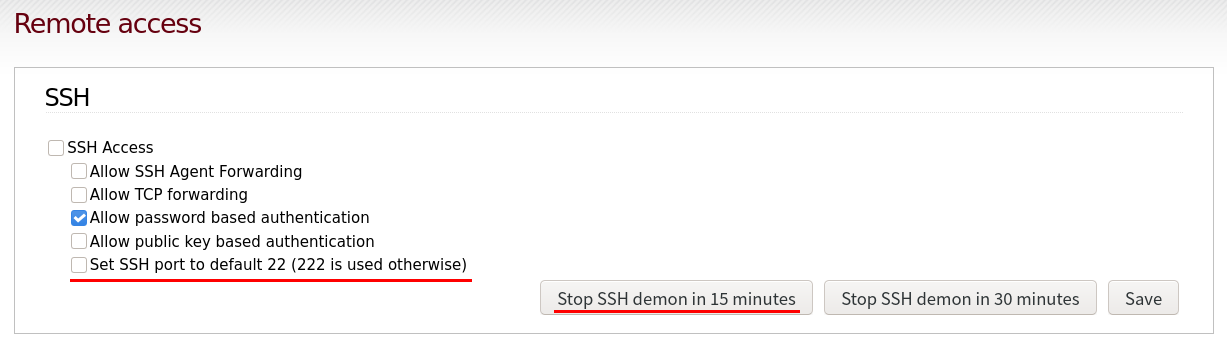 Remote access
SSH
SSH Access
Allow SSH Agent Forwarding
Allow TCP forwarding
Allow password based authentication
Allow public key based authentication
Set SSH port to default 22 (222 is used otherwise)
Stop SSH demon in 15 minutes Stop SSH demon in 30 minutes Save